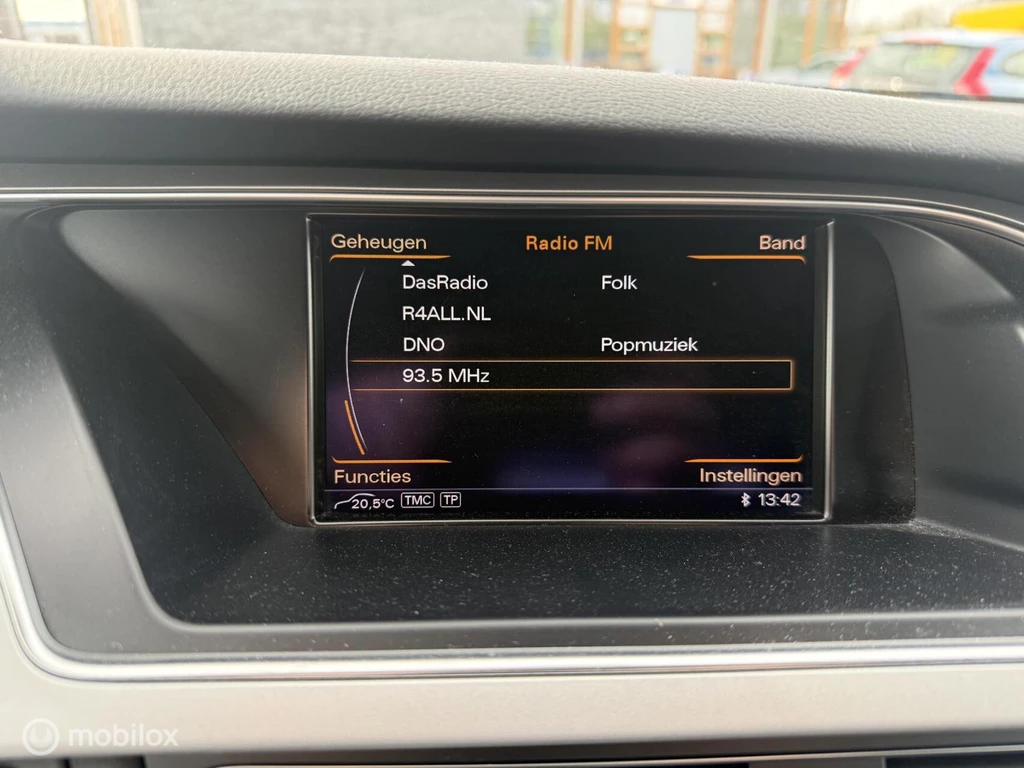 Geheugen Radio FM Band
DasRadio Folk
R4ALL.NL
DNO Popmuziek
93.5 MHz
Functies Instellingen
20,5°C TMC TP 13:42
mobilox